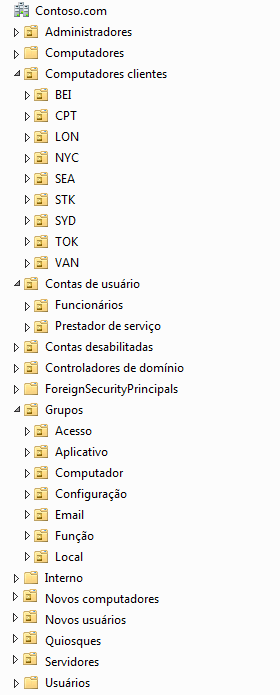 Contoso.com
Administradores
Computadores
Computadores clientes
BEI
CPT
LON
NYC
SEA
STK
SYD
TOK
VAN
Contas de usuário
Funcionários
Prestador de serviço
Contas desabilitadas
Controladores de domínio
ForeignSecurityPrincipals
Grupos
Acesso
Aplicativo
Computador
Configuração
Email
Função
Local
Interno
Novos computadores
Novos usuários
Quiosques
Servidores
Usuários